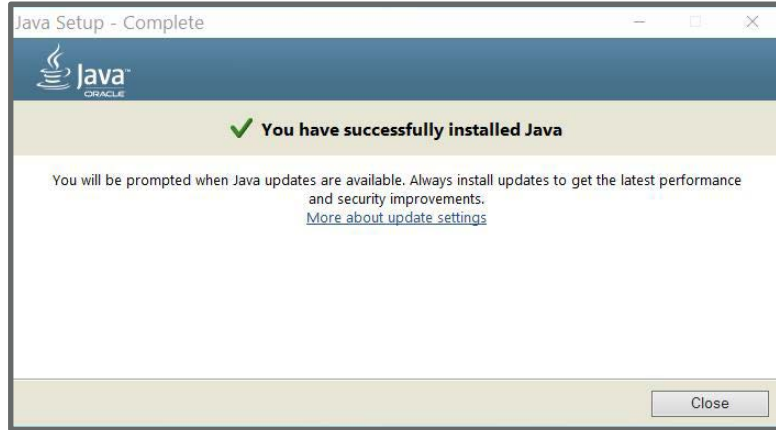 Java Setup - Complete
Java™
ORACLE
You have successfully installed Java
You will be prompted when Java updates are available. Always install updates to get the latest performance
and security improvements.
More about update settings
Close